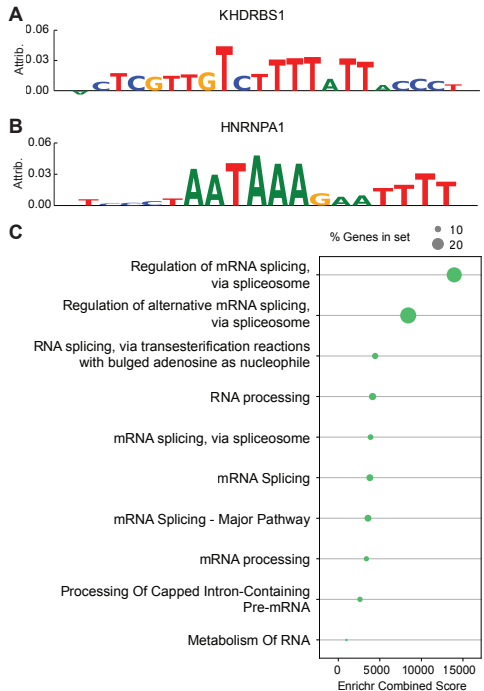 A
KHDRBS1
0.06
Attrib.
0.00
ACTCGTTGTCTTTTATTACCCT
B
HNRNPA1
0.06
0.03
Attrib.
0.00
TCCCTAATAAAGAATTTT
C
% Genes in set
10
20
Regulation of mRNA splicing,
via spliceosome
Regulation of alternative mRNA splicing,
via spliceosome
RNA splicing, via transesterification reactions
with bulged adenosine as nucleophile
RNA processing
mRNA splicing, via spliceosome
mRNA Splicing
mRNA Splicing - Major Pathway
mRNA processing
Processing Of Capped Intron-Containing
Pre-mRNA
Metabolism Of RNA
0 5000 10000 15000
Enrichr Combined Score